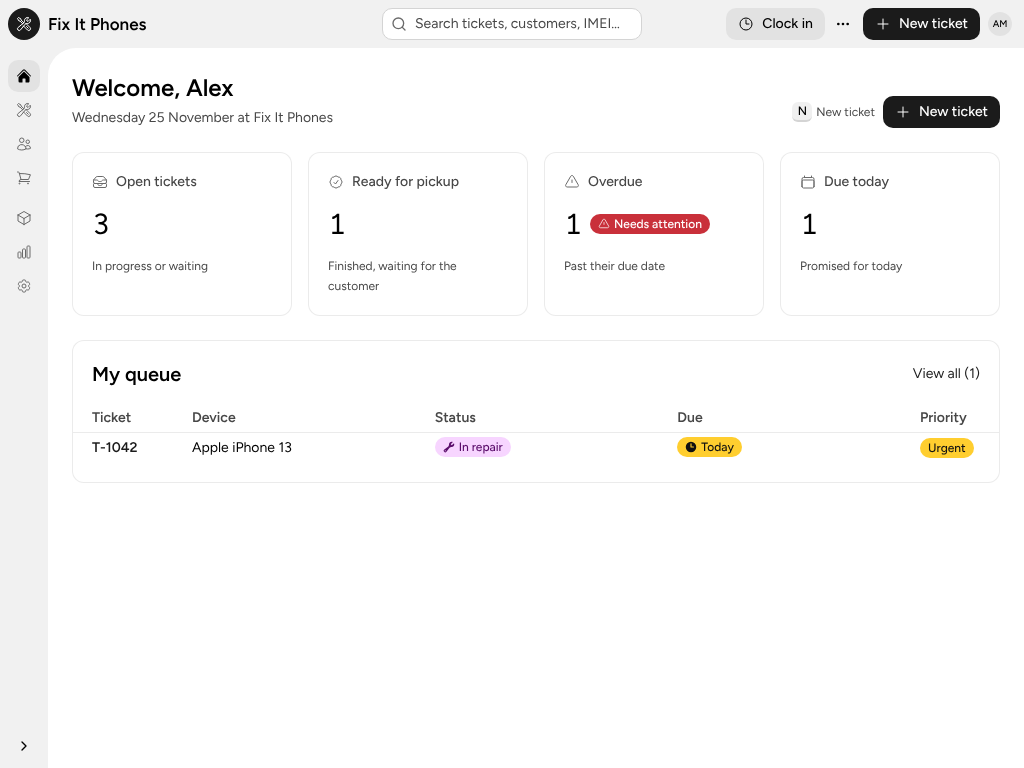 Fix It Phones
Search tickets, customers, IMEI...
Clock in
New ticket
AM
Welcome, Alex
Wednesday 25 November at Fix It Phones
N New ticket
New ticket
Open tickets
3
In progress or waiting
Ready for pickup
1
Finished, waiting for the
customer
Overdue
1 Needs attention
Past their due date
Due today
1
Promised for today
My queue
View all (1)
Ticket Device Status Due Priority
T-1042 Apple iPhone 13 In repair Today Urgent